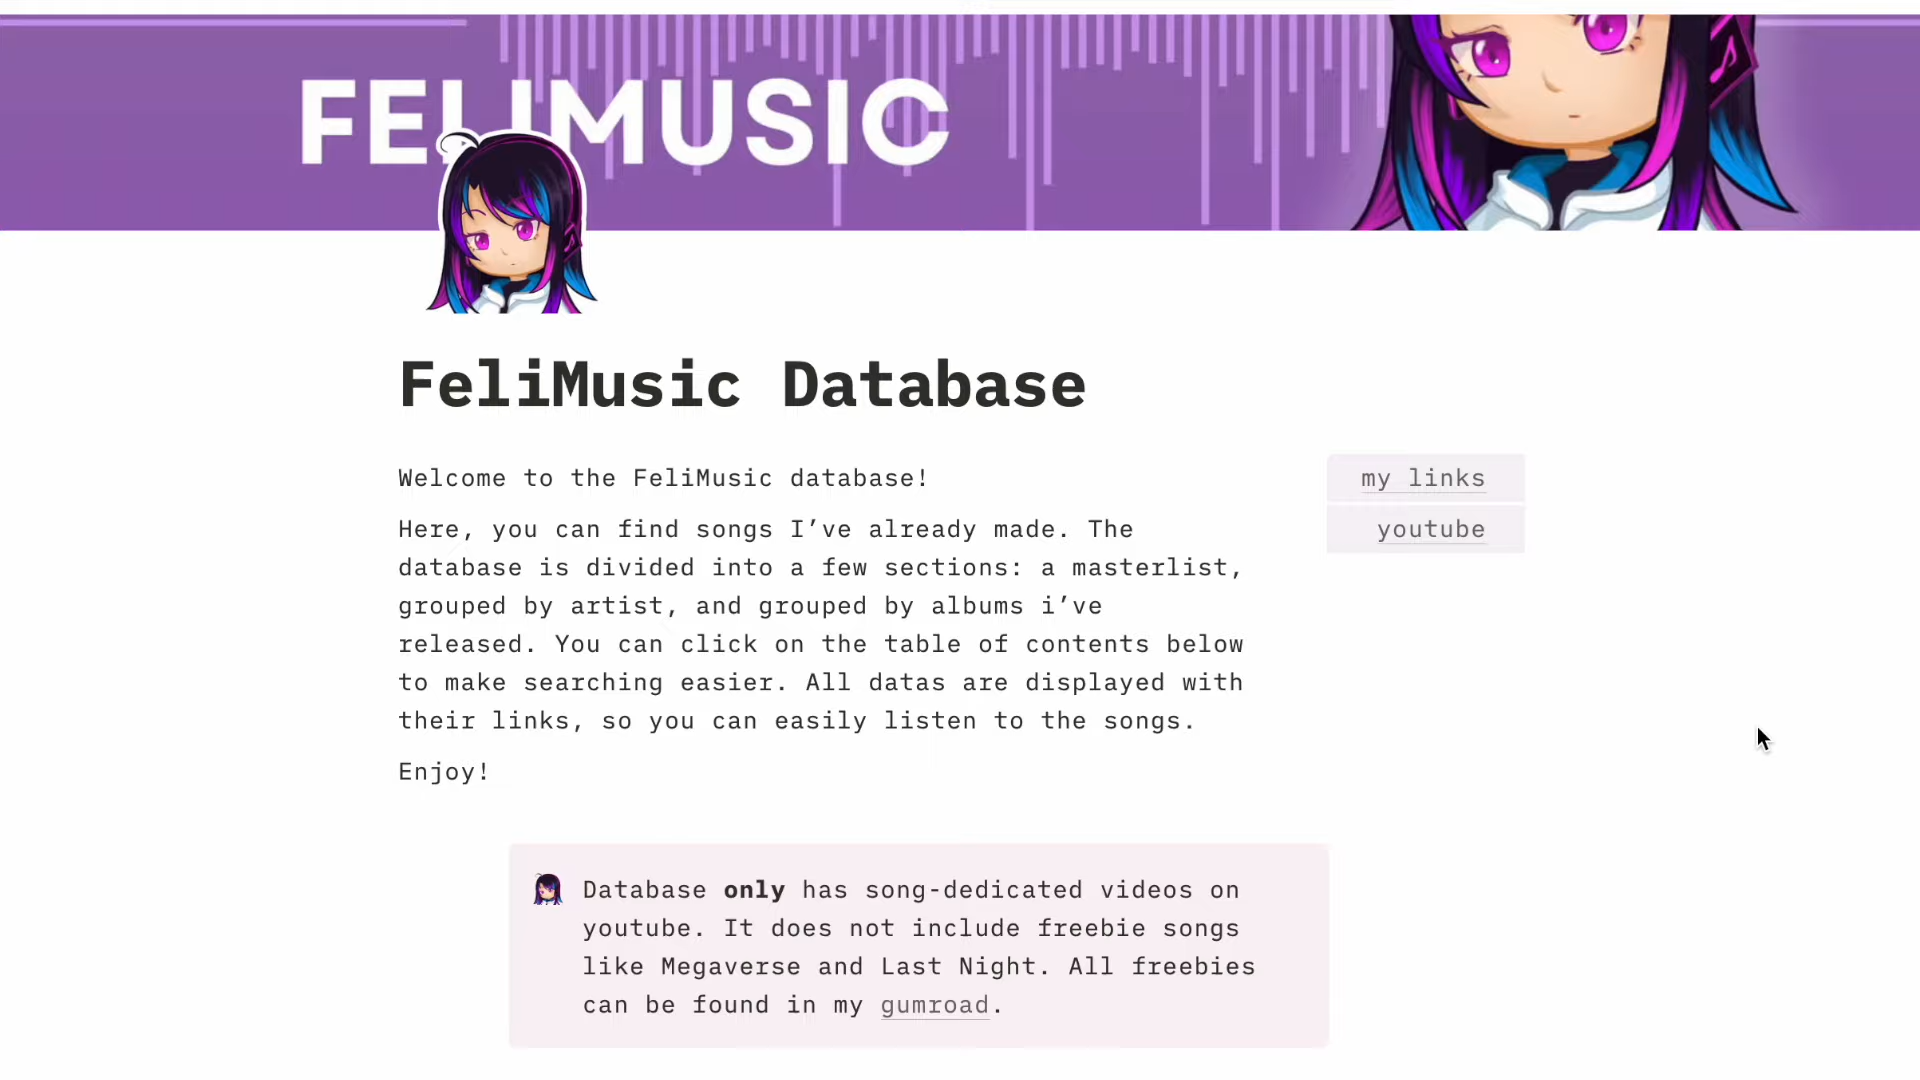 FELIMUSIC
FeliMusic Database
Welcome to the FeliMusic database!
Here, you can find songs I’ve already made. The
database is divided into a few sections: a masterlist,
grouped by artist, and grouped by albums i’ve
released. You can click on the table of contents below
to make searching easier. All datas are displayed with
their links, so you can easily listen to the songs.
Enjoy!
my links
youtube
Database only has song-dedicated videos on
youtube. It does not include freebie songs
like Megaverse and Last Night. All freebies
can be found in my gumroad.